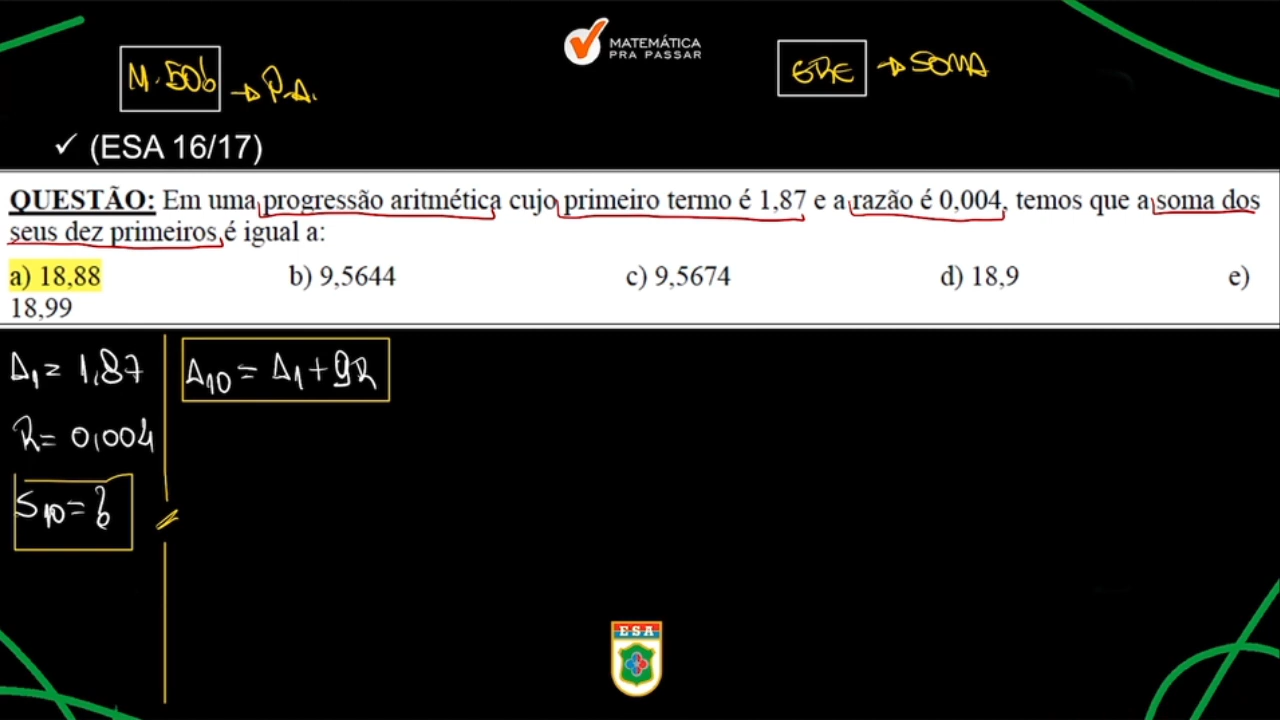 MATEMÁTICA
PRA PASSAR
M.50b → P.A.
GRE → SOMA
✓ (ESA 16/17)
QUESTÃO: Em uma progressão aritmética cujo primeiro termo é 1,87 e a razão é 0,004, temos que a soma dos
seus dez primeiros é igual a:
a) 18,88 b) 9,5644 c) 9,5674 d) 18,9 e)
18,99
A₁ = 1,87
A₁₀ = A₁ + 9R
R = 0,004
S₁₀ = ?
ESA